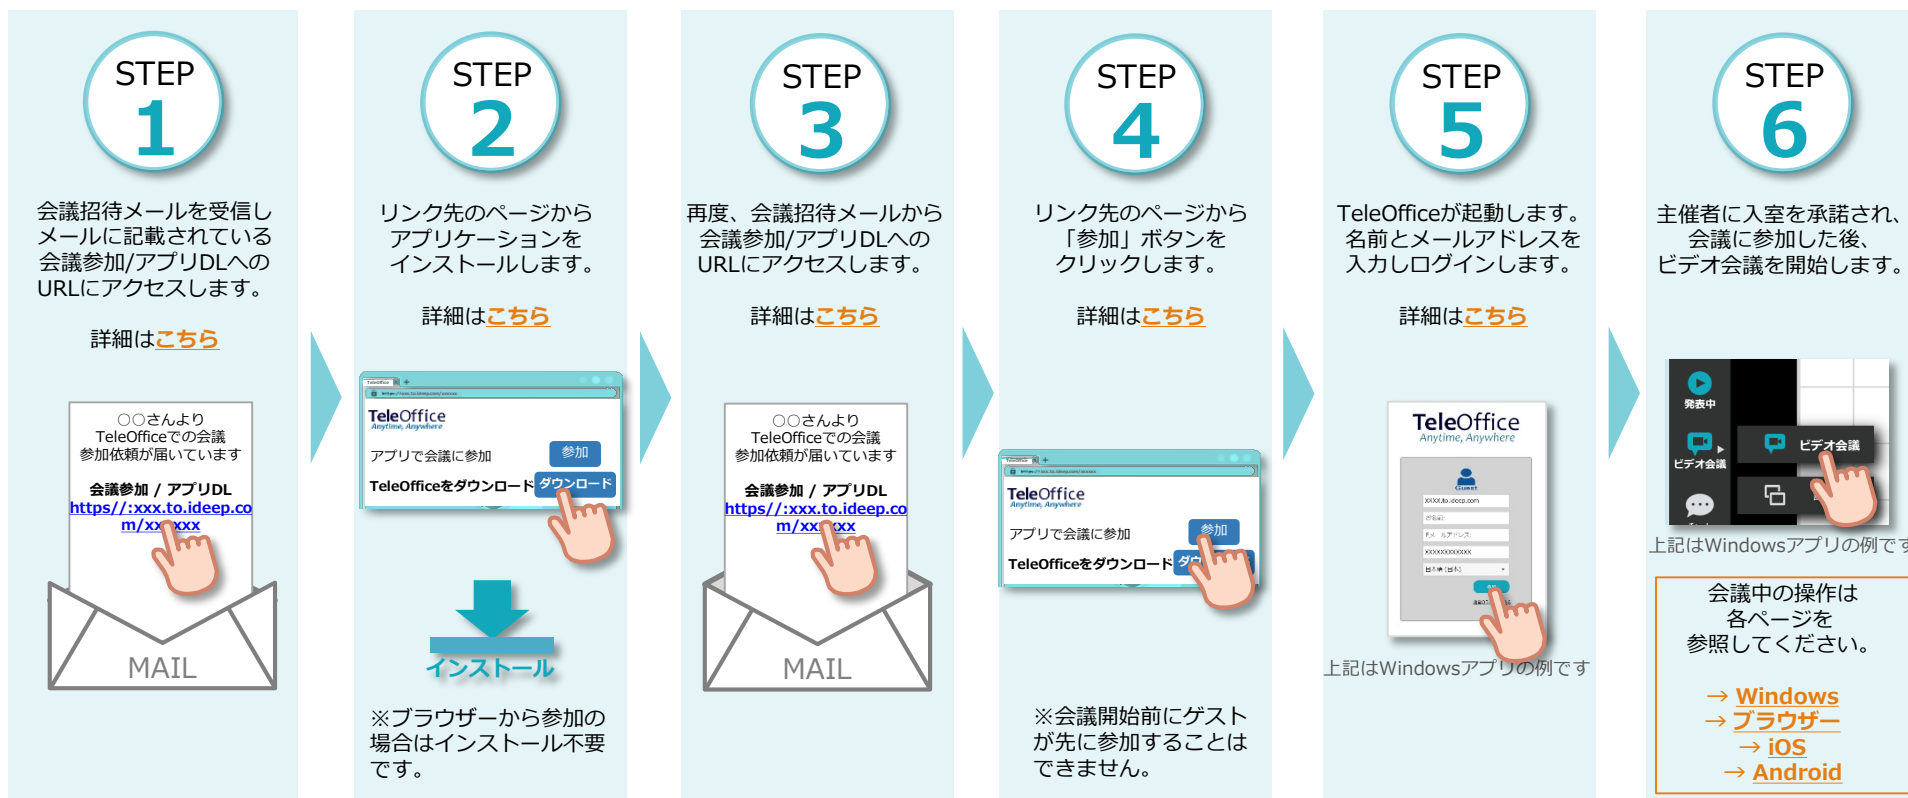 STEP
1
会議招待メールを受信し
メールに記載されている
会議参加/アプリDLへの
URLにアクセスします。
詳細はこちら
○○さんより
TeleOfficeでの会議
参加依頼が届いています
会議参加 / アプリDL
https//:xxx.to.ideep.co
MAIL
STEP
2
リンク先のページから
アプリケーションを
インストールします。
詳細はこちら
TeleOffice
TeleOffice
Anytime, Anywhere
アプリで会議に参加
参加
TeleOfficeをダウンロード
ダウンロード
インストール
※ブラウザーから参加の
場合はインストール不要
です。
STEP
3
再度、会議招待メールから
会議参加/アプリDLへの
URLにアクセスします。
詳細はこちら
○○さんより
TeleOfficeでの会議
参加依頼が届いています
会議参加 / アプリDL
https//:xxx.to.ideep.co
MAIL
STEP
4
リンク先のページから
「参加」ボタンを
クリックします。
詳細はこちら
TeleOffice
TeleOffice
Anytime, Anywhere
アプリで会議に参加
参加
TeleOfficeをダウンロード
※会議開始前にゲスト
が先に参加することは
できません。
STEP
5
TeleOfficeが起動します。
名前とメールアドレスを
入力しログインします。
詳細はこちら
TeleOffice
Anytime, Anywhere
Guest
XXXX.to.ideep.com
XXXXXXXXXXXX
日本語 (日本)
上記はWindowsアプリの例です
STEP
6
主催者に入室を承諾され、
会議に参加した後、
ビデオ会議を開始します。
発表中
ビデオ会議
ビデオ会議
上記はWindowsアプリの例です
会議中の操作は
各ページを
参照してください。
→ Windows
→ ブラウザー
→ iOS
→ Android